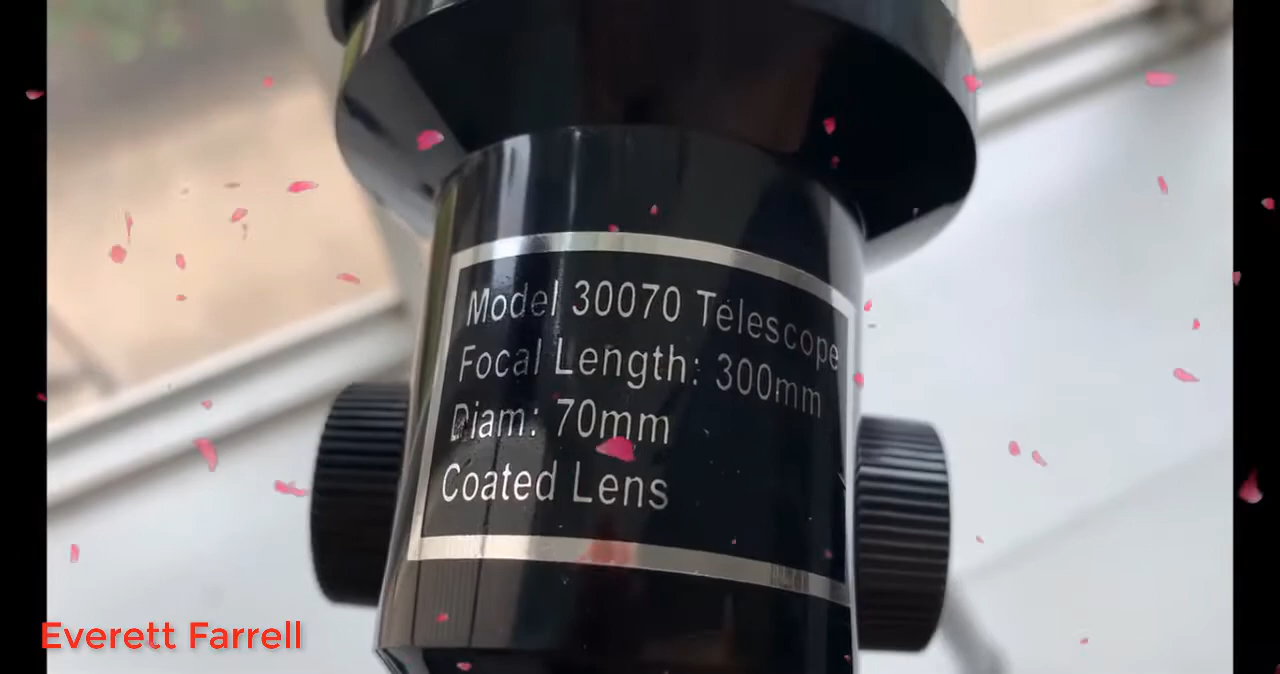 Model 30070 Telescope
Focal Length: 300mm
Diam: 70mm
Coated Lens
Everett Farrell